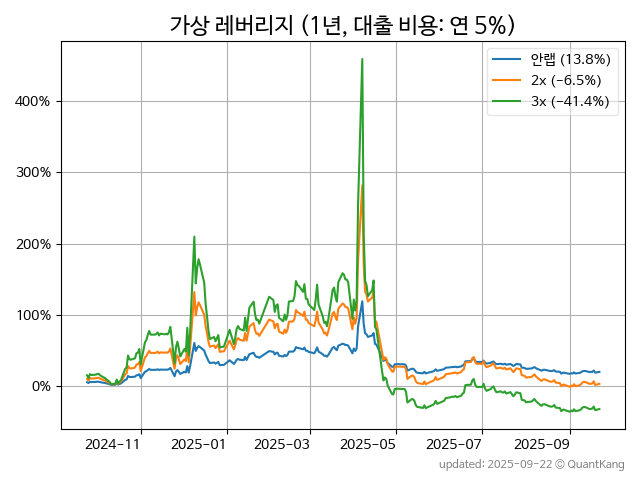 가상 레버리지 (1년, 대출 비용: 연 5%)
안랩 (13.8%)
2x (−6.5%)
3x (−41.4%)
400%
300%
200%
100%
0%
2024-11 2025-01 2025-03 2025-05 2025-07 2025-09
updated: 2025-09-22 © QuantKang